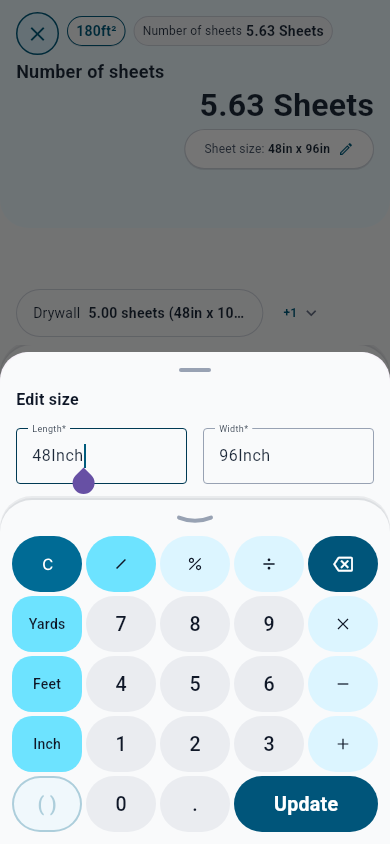 180ft² Number of sheets 5.63 Sheets
Number of sheets
5.63 Sheets
Sheet size: 48in x 96in
Drywall 5.00 sheets (48in x 10... +1
Edit size
Length* Width*
48Inch 96Inch
C / % ÷
Yards 7 8 9 ×
Feet 4 5 6 −
Inch 1 2 3 +
( ) 0 . Update